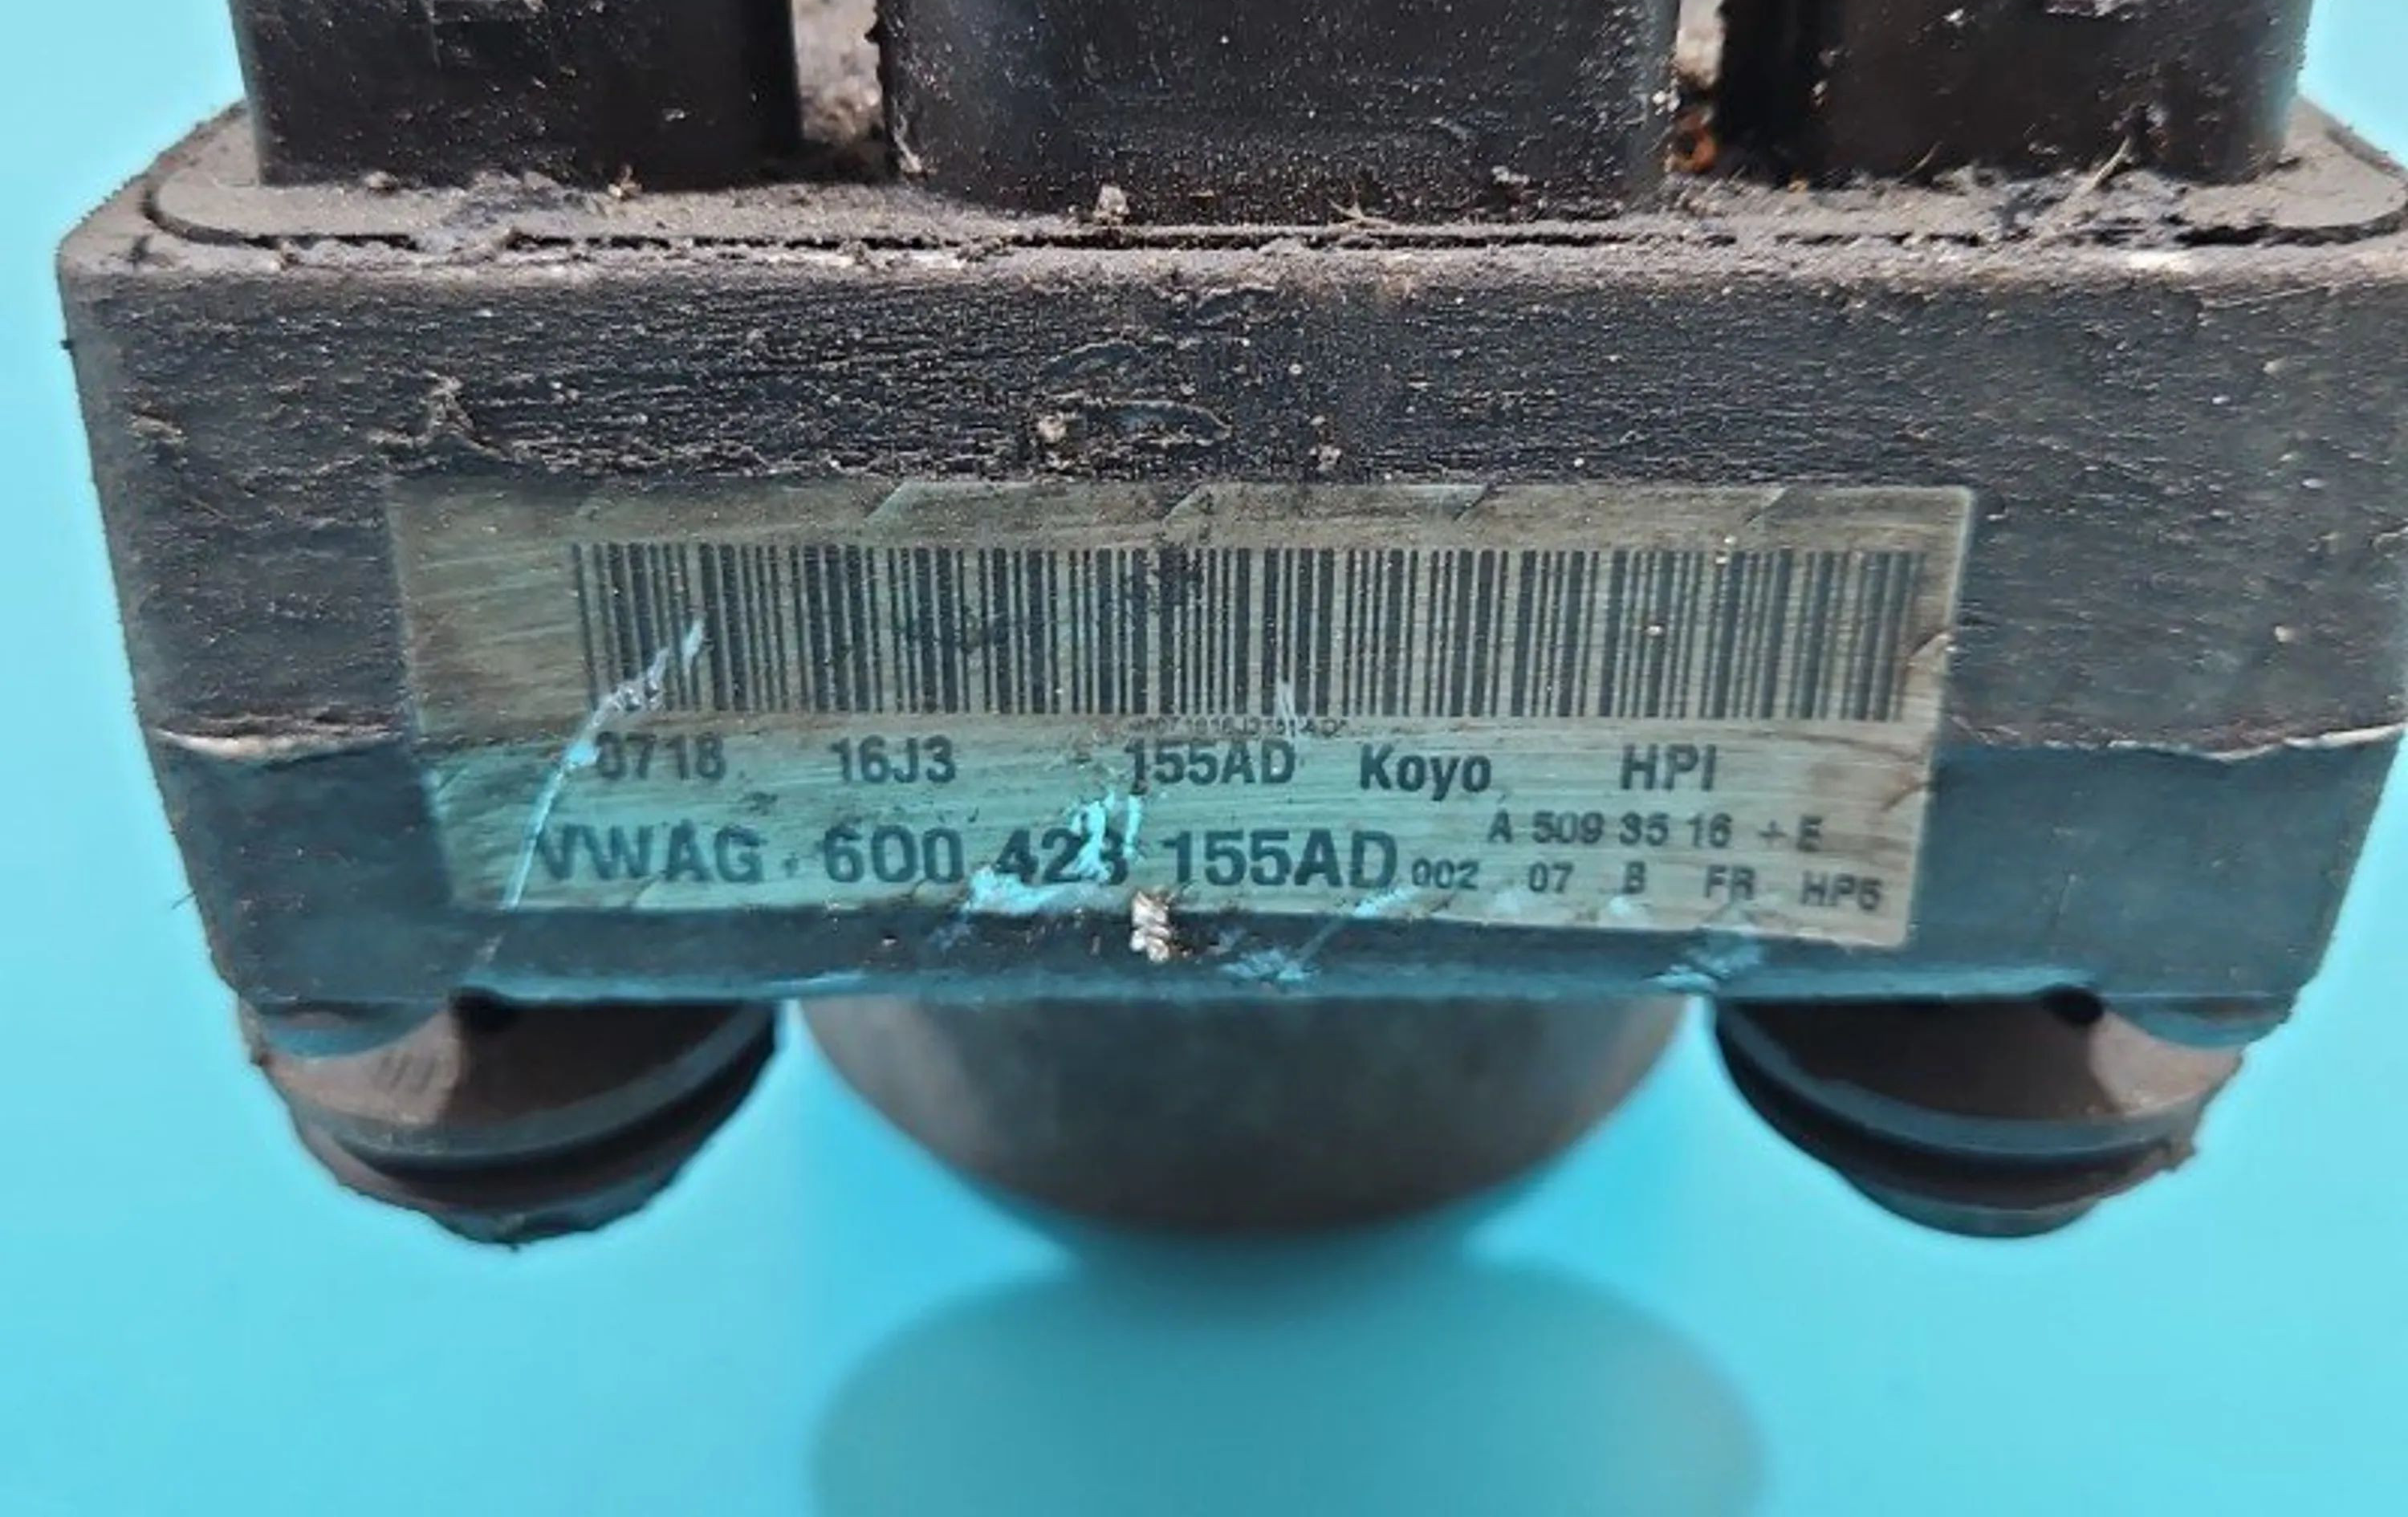 0718 16J3 155AD Koyo HPI
A 509 35 16 + E
VWAG 600 423 155AD 002 07 B FR HP5